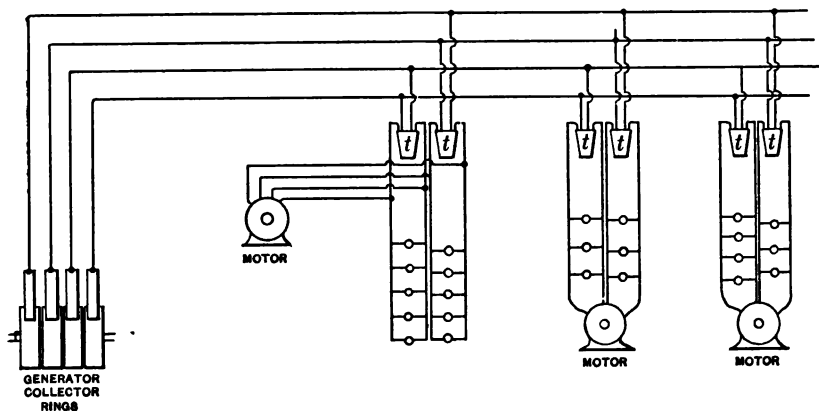 t t t t t t
MOTOR
MOTOR
MOTOR
GENERATOR
COLLECTOR
RINGS